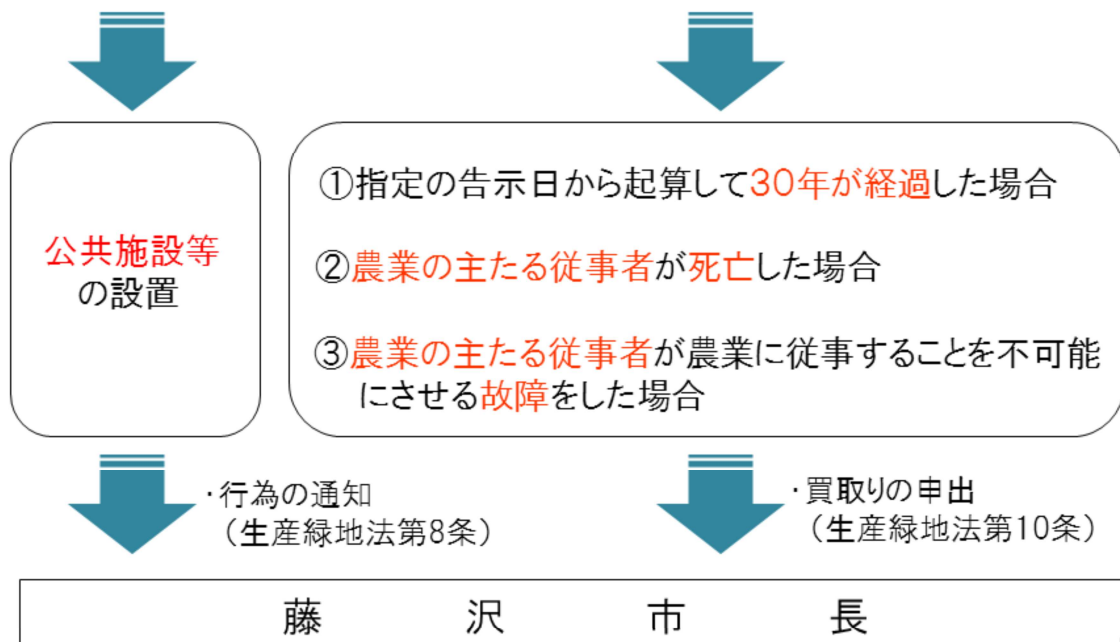 公共施設等
の設置
①指定の告示日から起算して30年が経過した場合
②農業の主たる従事者が死亡した場合
③農業の主たる従事者が農業に従事することを不可能
にさせる故障をした場合
・行為の通知
（生産緑地法第8条）
・買取りの申出
（生産緑地法第10条）
藤沢市長